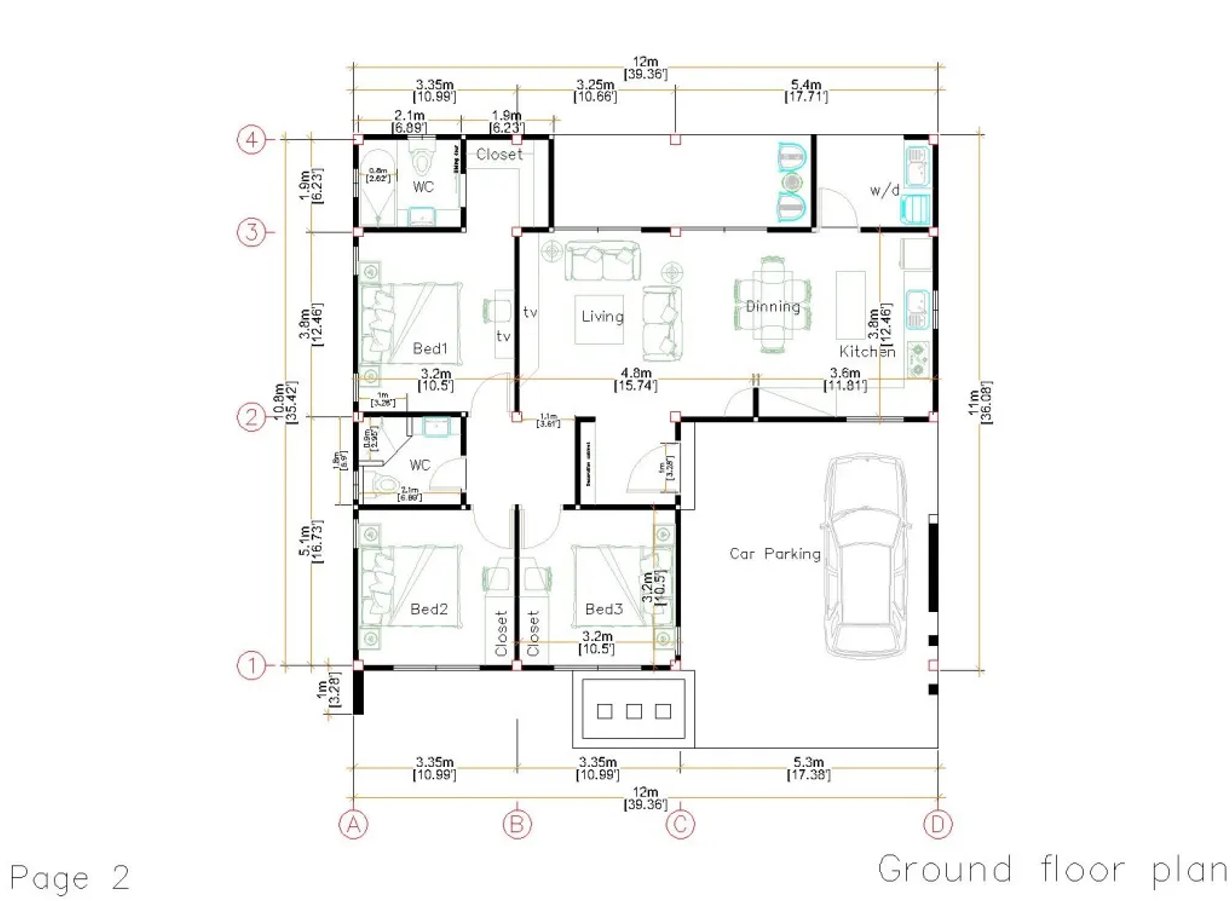 12m
[39.36']
3.35m
[10.99']
3.25m
[10.66']
5.4m
[17.71']
2.1m
[6.89']
1.9m
[6.23']
4
Closet
0.8m
[2.62']
WC
w/d
1.9m
[6.23']
3
tv
Living
Dinning
3.8m
[12.46']
3.8m
[12.46']
Bed1
tv
Kitchen
3.2m
[10.5']
4.8m
[15.74']
3.6m
[11.81']
1m
[3.28']
10.8m
[35.42']
11m
[36.08']
2
1.1m
[3.61']
0.9m
[2.95']
1.8m
[5.9']
WC
2.1m
[6.89']
1m
[3.28']
5.1m
[16.73']
Car Parking
3.2m
[10.5']
Bed2
Closet
Closet
Bed3
3.2m
[10.5']
1
1m
[3.28']
3.35m
[10.99']
3.35m
[10.99']
5.3m
[17.38']
12m
[39.36']
A
B
C
D
Page 2
Ground floor plan